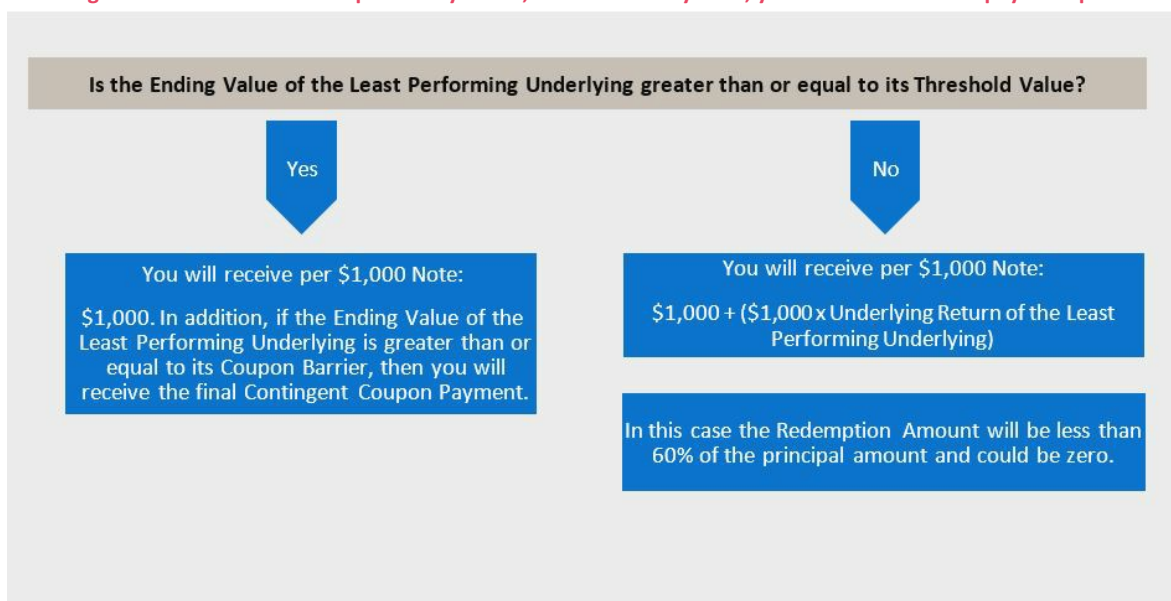 Is the Ending Value of the Least Performing Underlying greater than or equal to its Threshold Value?
Yes
No
You will receive per $1,000 Note:
$1,000. In addition, if the Ending Value of the
Least Performing Underlying is greater than or
equal to its Coupon Barrier, then you will
receive the final Contingent Coupon Payment.
You will receive per $1,000 Note:
$1,000 + ($1,000 x Underlying Return of the Least
Performing Underlying)
In this case the Redemption Amount will be less than
60% of the principal amount and could be zero.